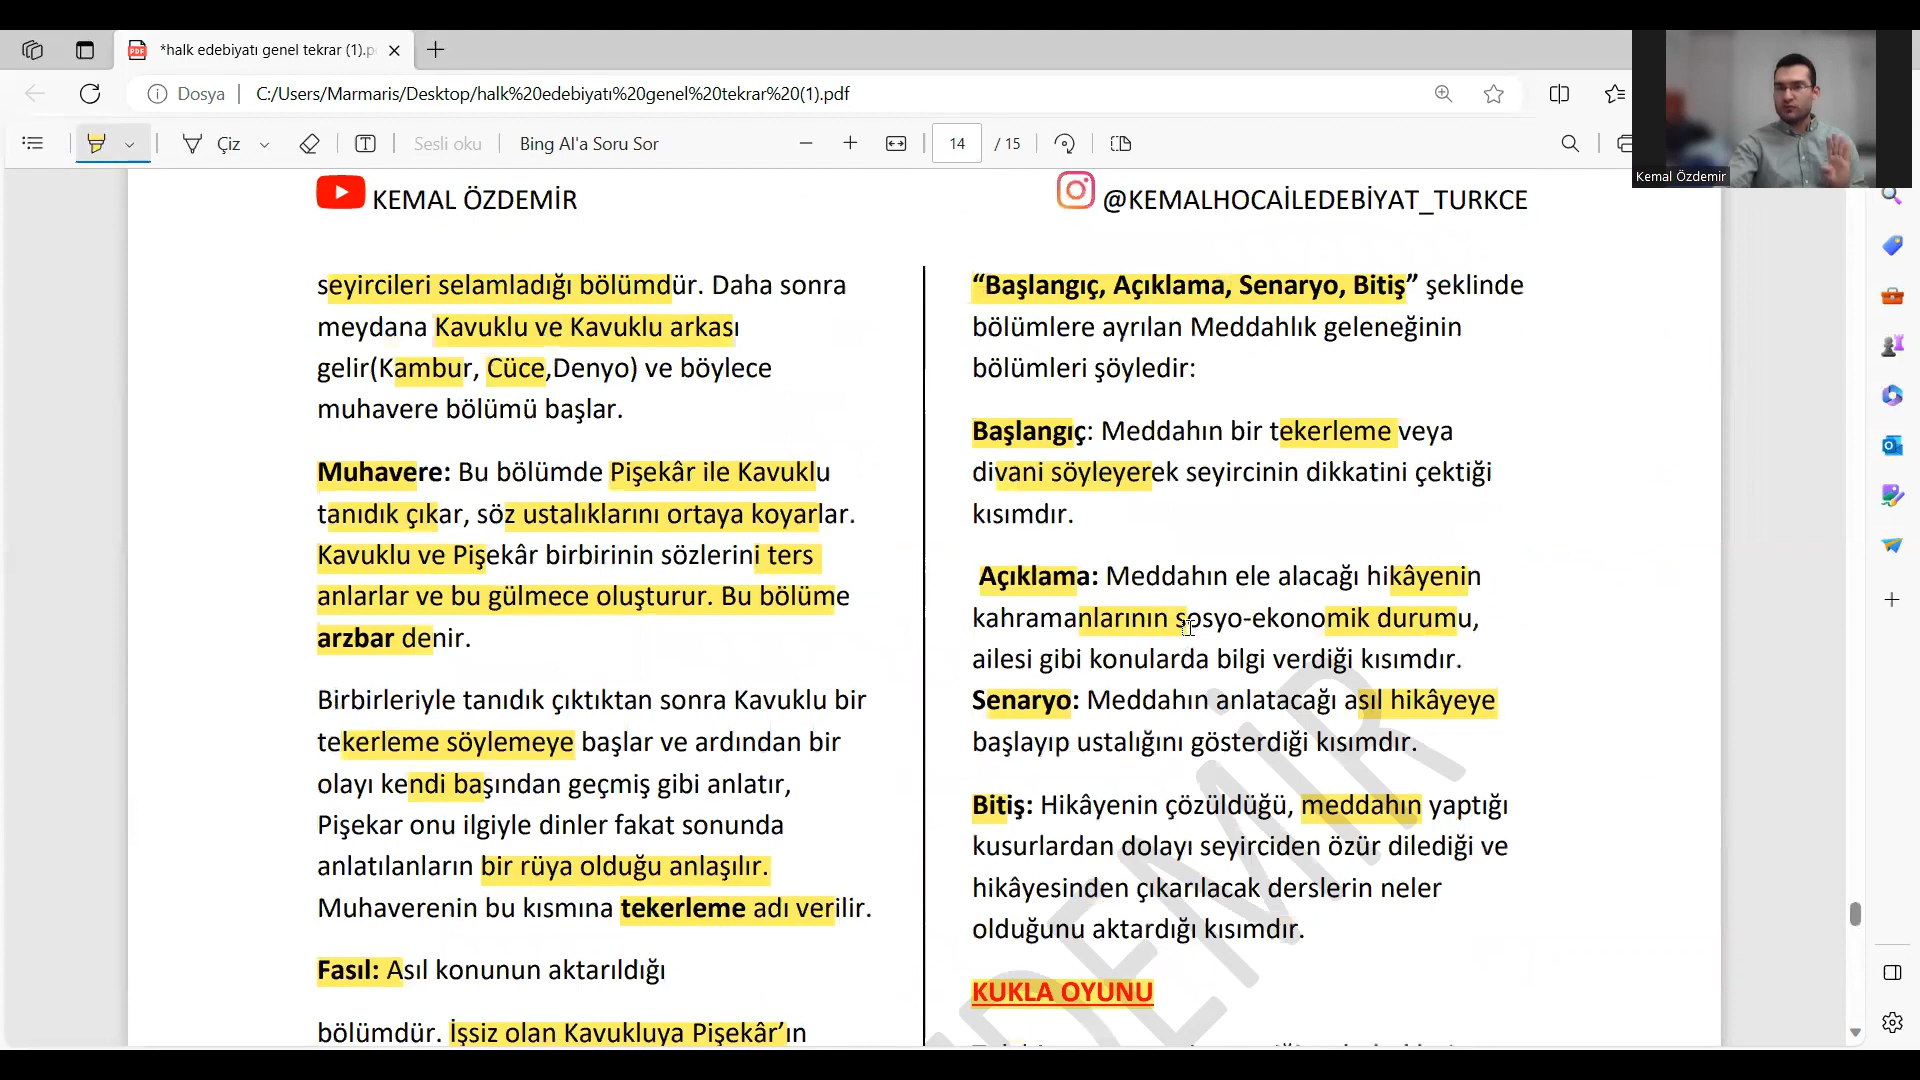 *halk edebiyatı genel tekrar (1).p
Dosya
C:/Users/Marmaris/Desktop/halk%20edebiyatı%20genel%20tekrar%20(1).pdf
Çiz
Sesli oku
Bing AI'a Soru Sor
14 / 15
Kemal Özdemir
KEMAL ÖZDEMİR
@KEMALHOCAİLEDEBİYAT_TURKCE
seyircileri selamladığı bölümdür. Daha sonra
meydana Kavuklu ve Kavuklu arkası
gelir(Kambur, Cüce,Denyo) ve böylece
muhavere bölümü başlar.
Muhavere: Bu bölümde Pişekâr ile Kavuklu
tanıdık çıkar, söz ustalıklarını ortaya koyarlar.
Kavuklu ve Pişekâr birbirinin sözlerini ters
anlarlar ve bu gülmece oluşturur. Bu bölüme
arzbar denir.
Birbirleriyle tanıdık çıktıktan sonra Kavuklu bir
tekerleme söylemeye başlar ve ardından bir
olayı kendi başından geçmiş gibi anlatır,
Pişekar onu ilgiyle dinler fakat sonunda
anlatılanların bir rüya olduğu anlaşılır.
Muhaverenin bu kısmına tekerleme adı verilir.
Fasıl: Asıl konunun aktarıldığı
bölümdür. İşsiz olan Kavukluya Pişekâr’ın
“Başlangıç, Açıklama, Senaryo, Bitiş” şeklinde
bölümlere ayrılan Meddahlık geleneğinin
bölümleri şöyledir:
Başlangıç: Meddahın bir tekerleme veya
divani söyleyerek seyircinin dikkatini çektiği
kısımdır.
Açıklama: Meddahın ele alacağı hikâyenin
kahramanlarının sosyo-ekonomik durumu,
ailesi gibi konularda bilgi verdiği kısımdır.
Senaryo: Meddahın anlatacağı asıl hikâyeye
başlayıp ustalığını gösterdiği kısımdır.
Bitiş: Hikâyenin çözüldüğü, meddahın yaptığı
kusurlardan dolayı seyirciden özür dilediği ve
hikâyesinden çıkarılacak derslerin neler
olduğunu aktardığı kısımdır.
KUKLA OYUNU